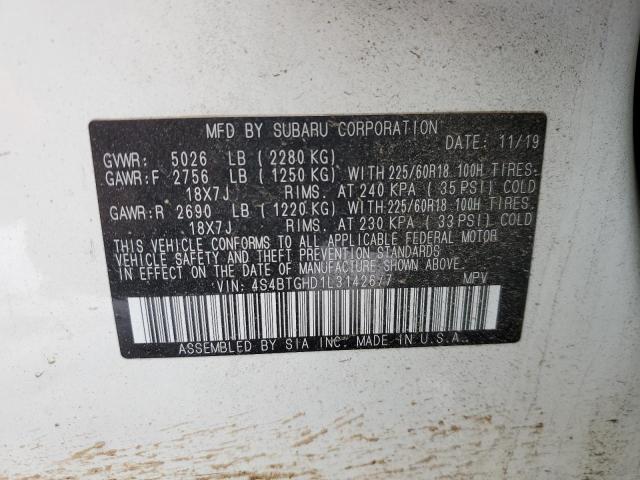 MFD BY SUBARU CORPORATION
DATE: 11/19
GVWR: 5026 LB ( 2280 KG)
GAWR:F 2756 LB ( 1250 KG) WITH 225/60R18 100H TIRES.
18X7J RIMS. AT 240 KPA ( 35 PSI) COLD
GAWR:R 2690 LB ( 1220 KG) WITH 225/60R18 100H TIRES.
18X7J RIMS. AT 230 KPA ( 33 PSI) COLD
THIS VEHICLE CONFORMS TO ALL APPLICABLE FEDERAL MOTOR
VEHICLE SAFETY AND THEFT PREVENTION STANDARDS
IN EFFECT ON THE DATE OF MANUFACTURE SHOWN ABOVE.
VIN: 4S4BTGHD1L3142677 MPV
ASSEMBLED BY SIA INC. MADE IN U.S.A.